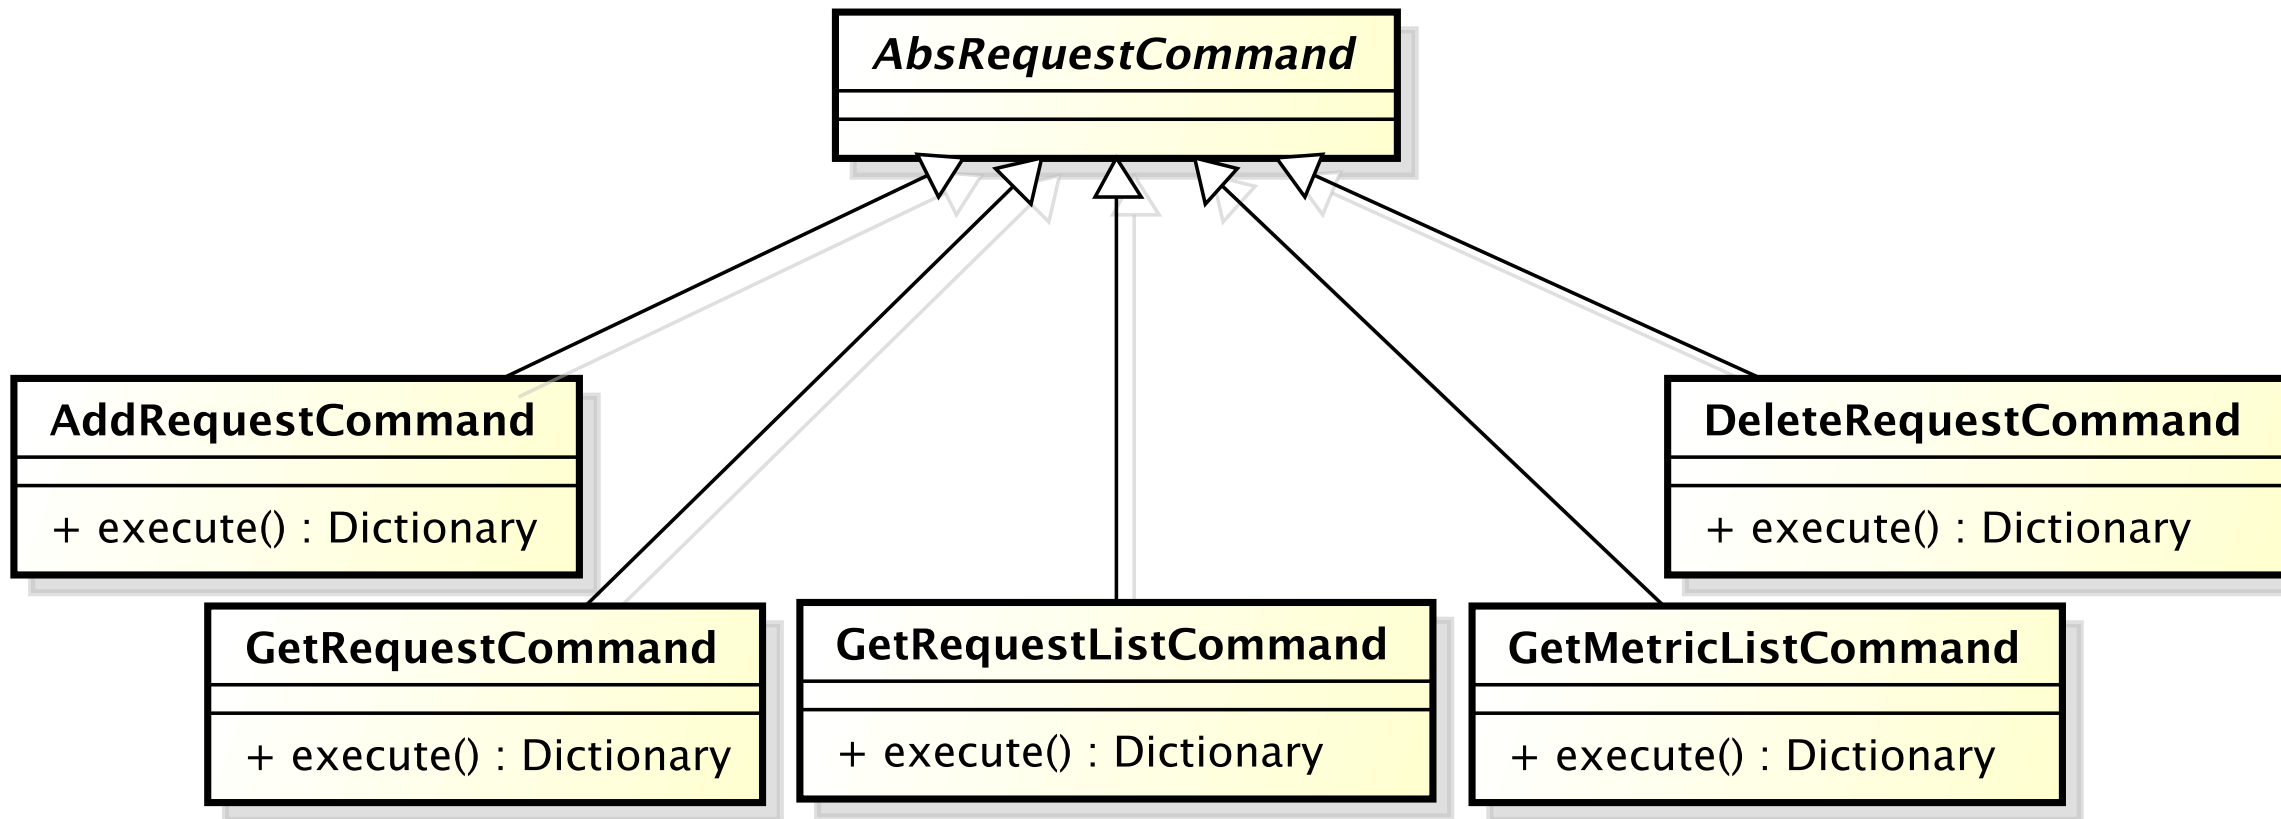 AbsRequestCommand
AddRequestCommand
+ execute() : Dictionary
DeleteRequestCommand
+ execute() : Dictionary
GetRequestCommand
+ execute() : Dictionary
GetRequestListCommand
+ execute() : Dictionary
GetMetricListCommand
+ execute() : Dictionary